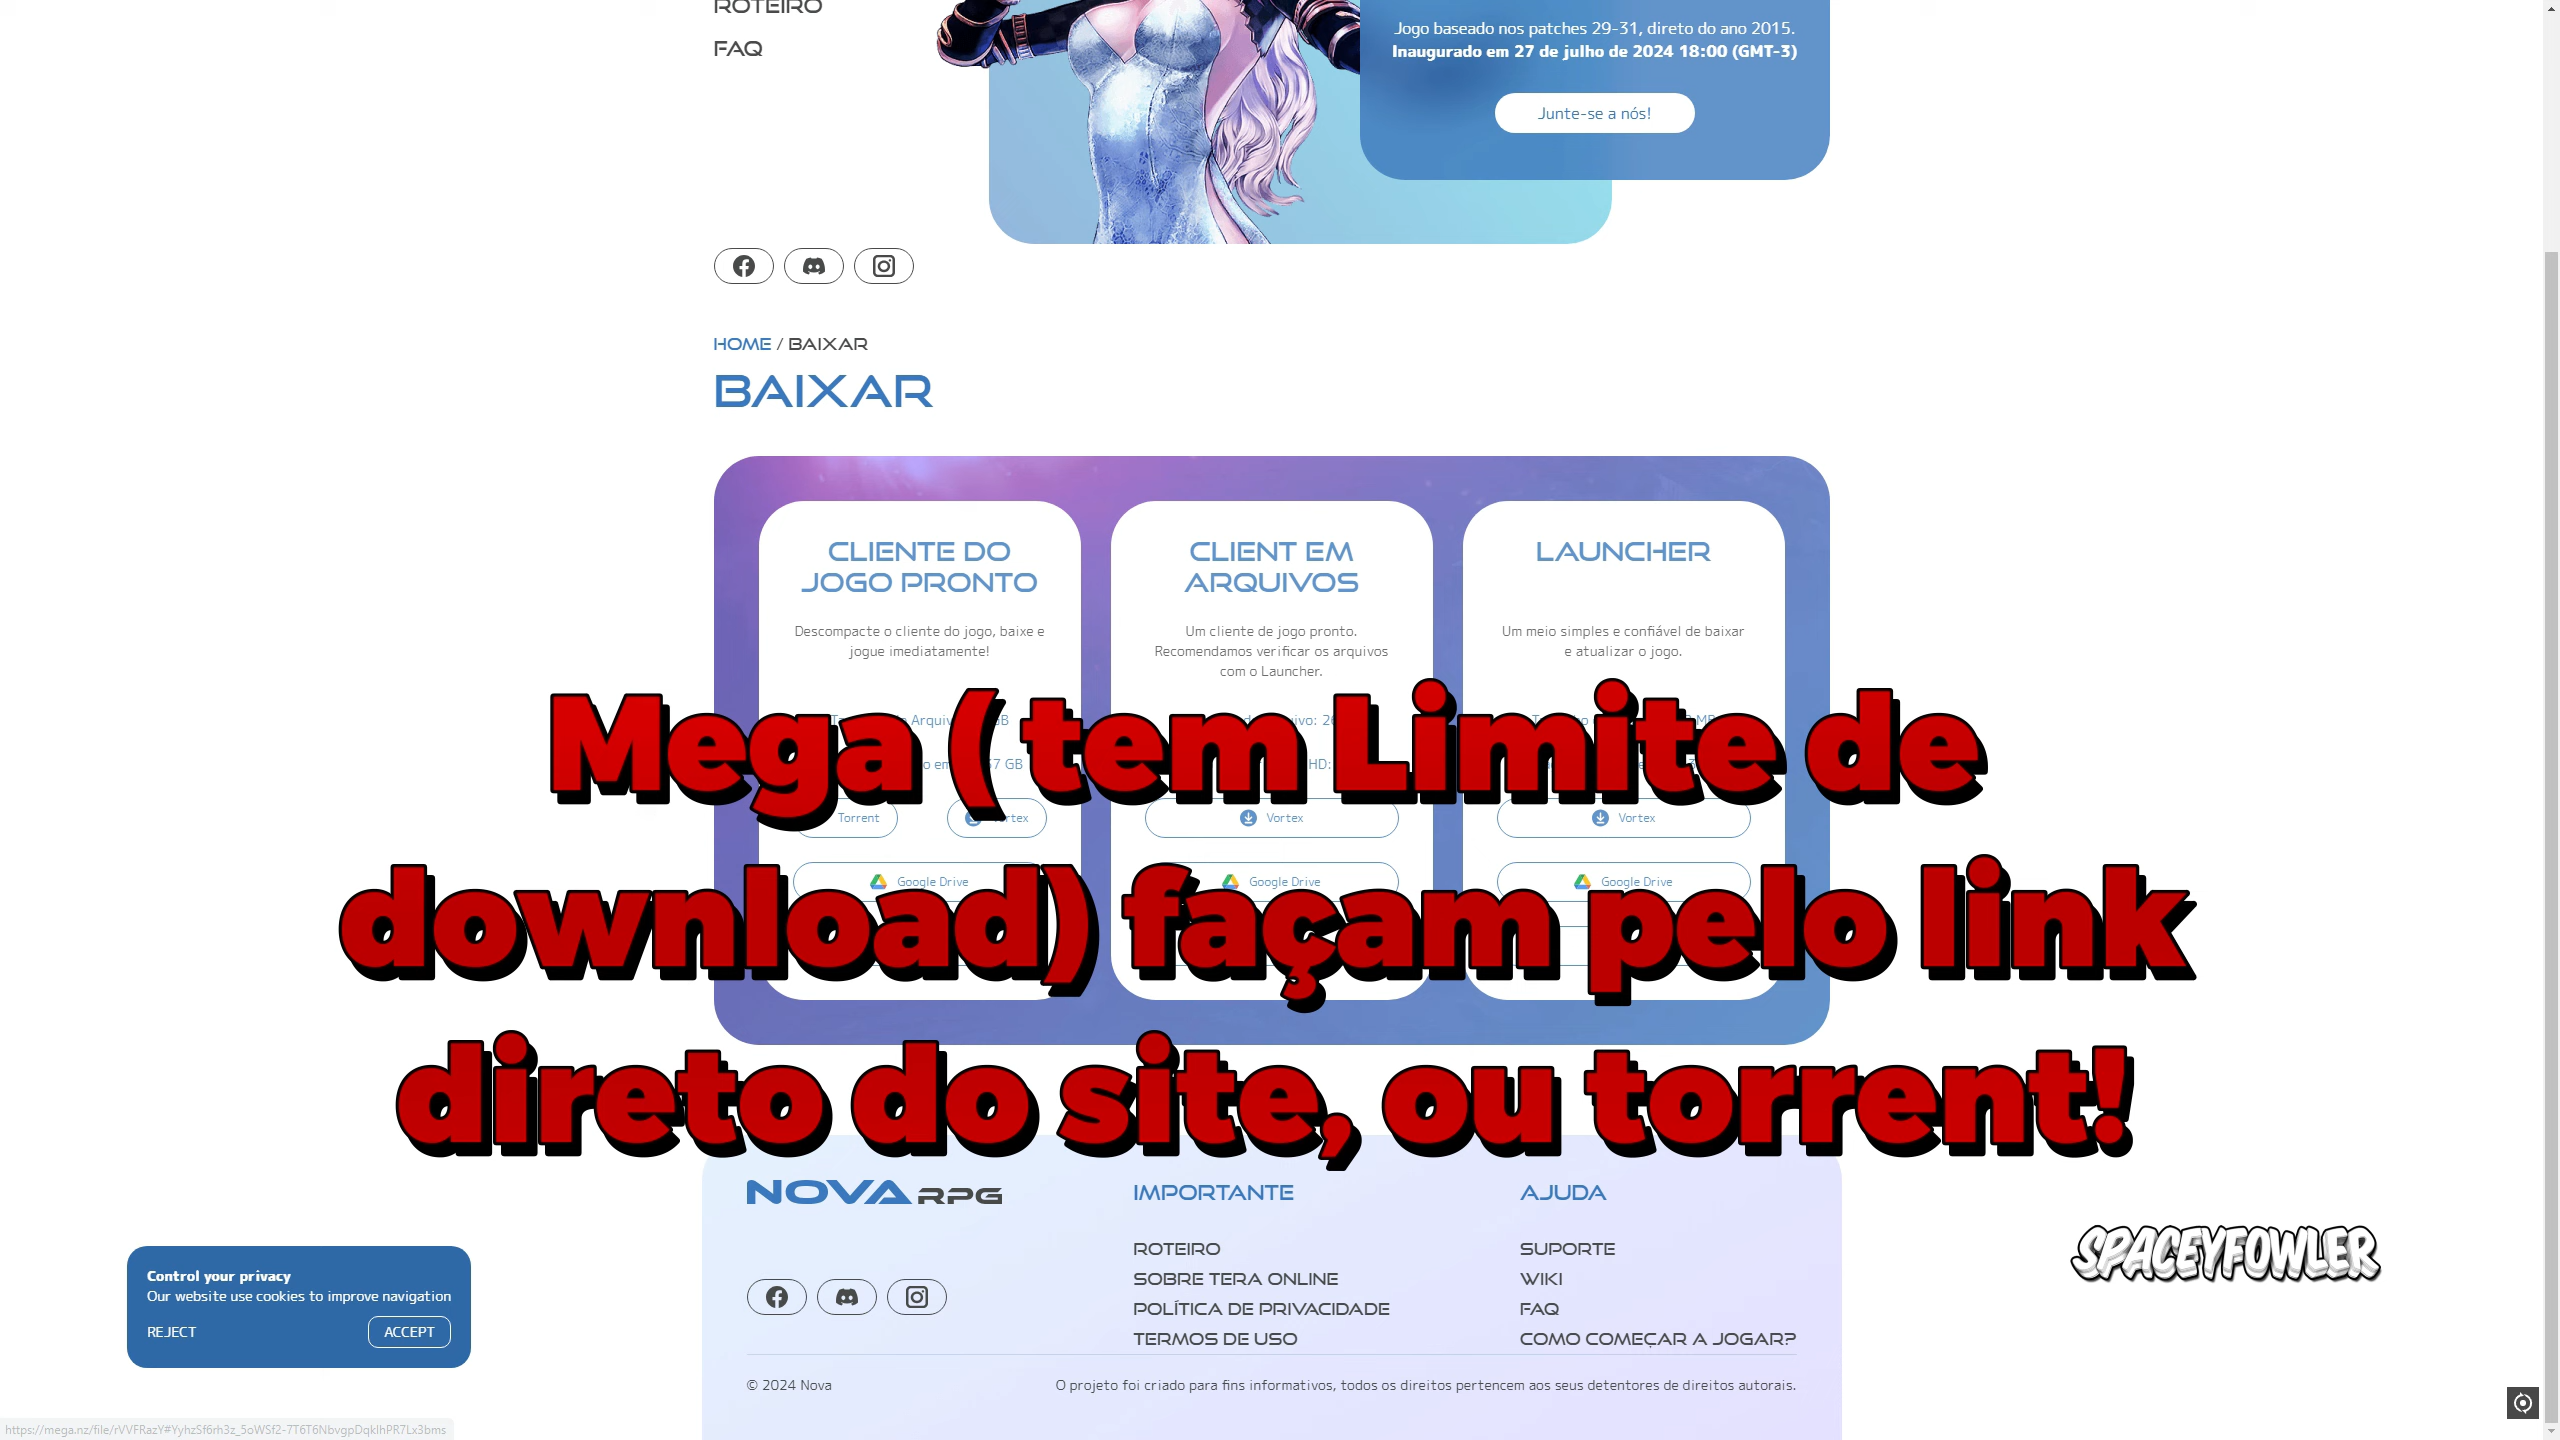 ROTEIRO
FAQ
Jogo baseado nos patches 29-31, direto do ano 2015.
Inaugurado em 27 de julho de 2024 18:00 (GMT-3)
Junte-se a nós!
HOME / BAIXAR
BAIXAR
CLIENTE DO
JOGO PRONTO
Descompacte o cliente do jogo, baixe e
jogue imediatamente!
Torrent
Vortex
Google Drive
CLIENT EM
ARQUIVOS
Um cliente de jogo pronto.
Recomendamos verificar os arquivos
com o Launcher.
Vortex
Google Drive
LAUNCHER
Um meio simples e confiável de baixar
e atualizar o jogo.
Vortex
Google Drive
Mega ( tem Limite de
download) façam pelo link
direto do site, ou torrent!
NOVA RPG
IMPORTANTE
ROTEIRO
SOBRE TERA ONLINE
POLÍTICA DE PRIVACIDADE
TERMOS DE USO
AJUDA
SUPORTE
WIKI
FAQ
COMO COMEÇAR A JOGAR?
© 2024 Nova
O projeto foi criado para fins informativos, todos os direitos pertencem aos seus detentores de direitos autorais.
Control your privacy
Our website use cookies to improve navigation
REJECT
ACCEPT
SPACEYFOWLER